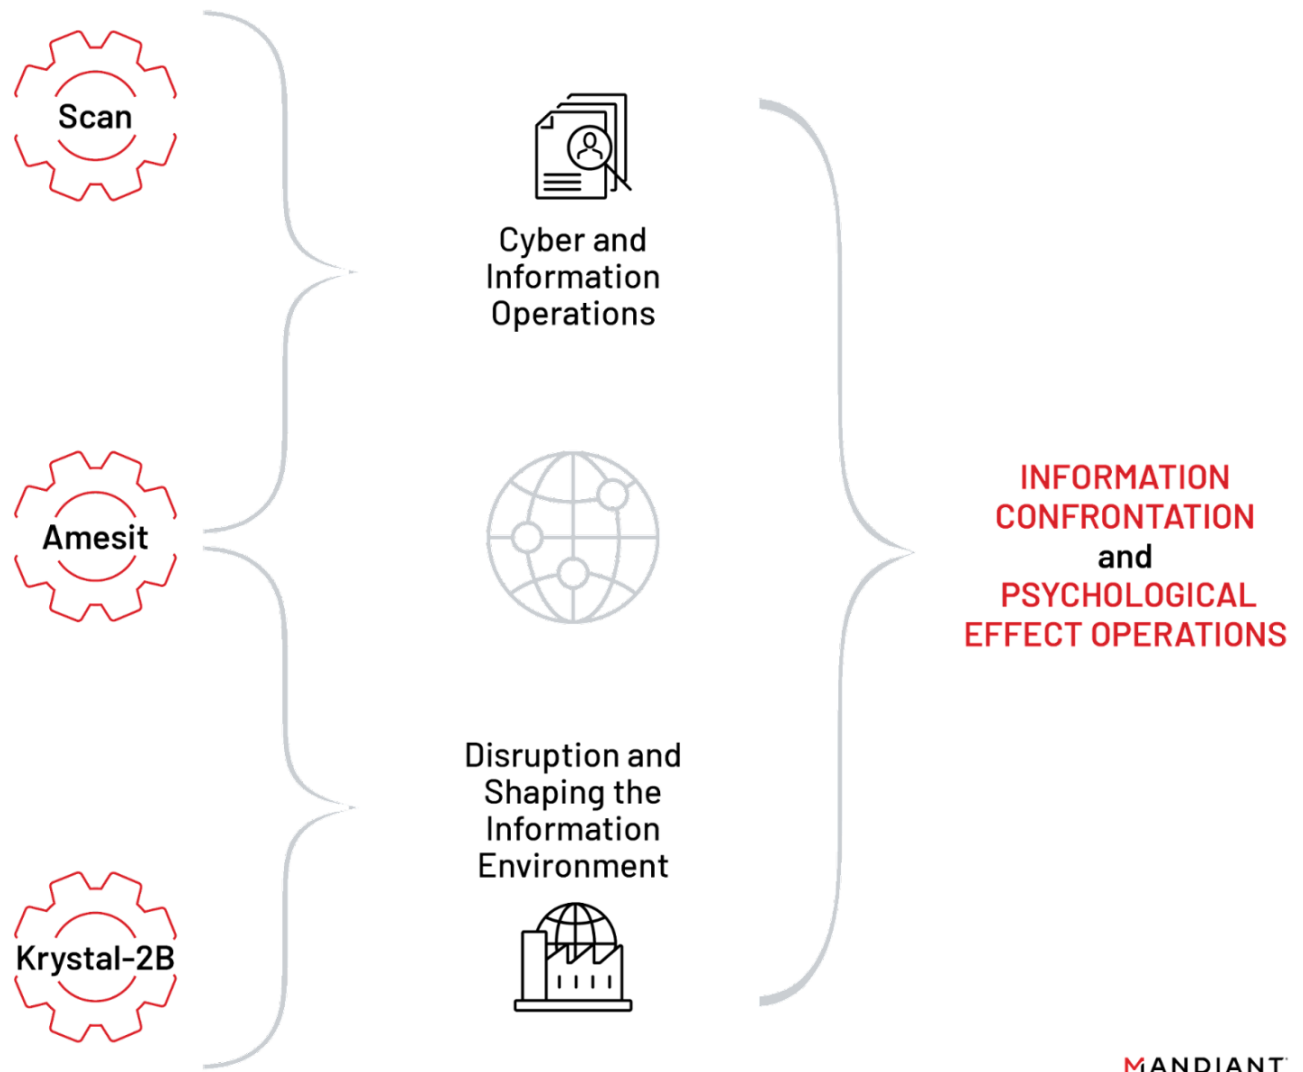 Scan
Cyber and
Information
Operations
Amesit
INFORMATION
CONFRONTATION
and
PSYCHOLOGICAL
EFFECT OPERATIONS
Disruption and
Shaping the
Information
Environment
Krystal-2B
MANDIANT